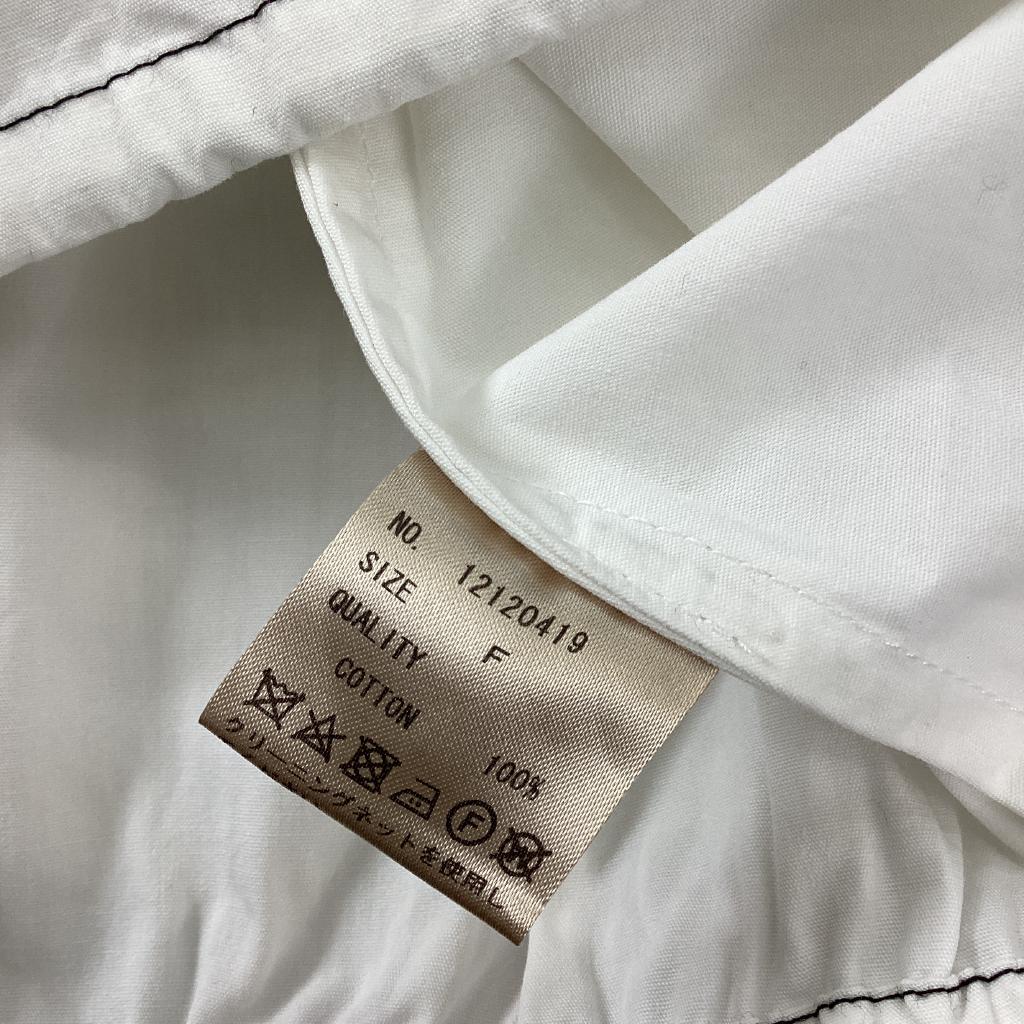 NO. 12120419
SIZE F
QUALITY
COTTON 100%
F
W
クリーニングネットを使用し